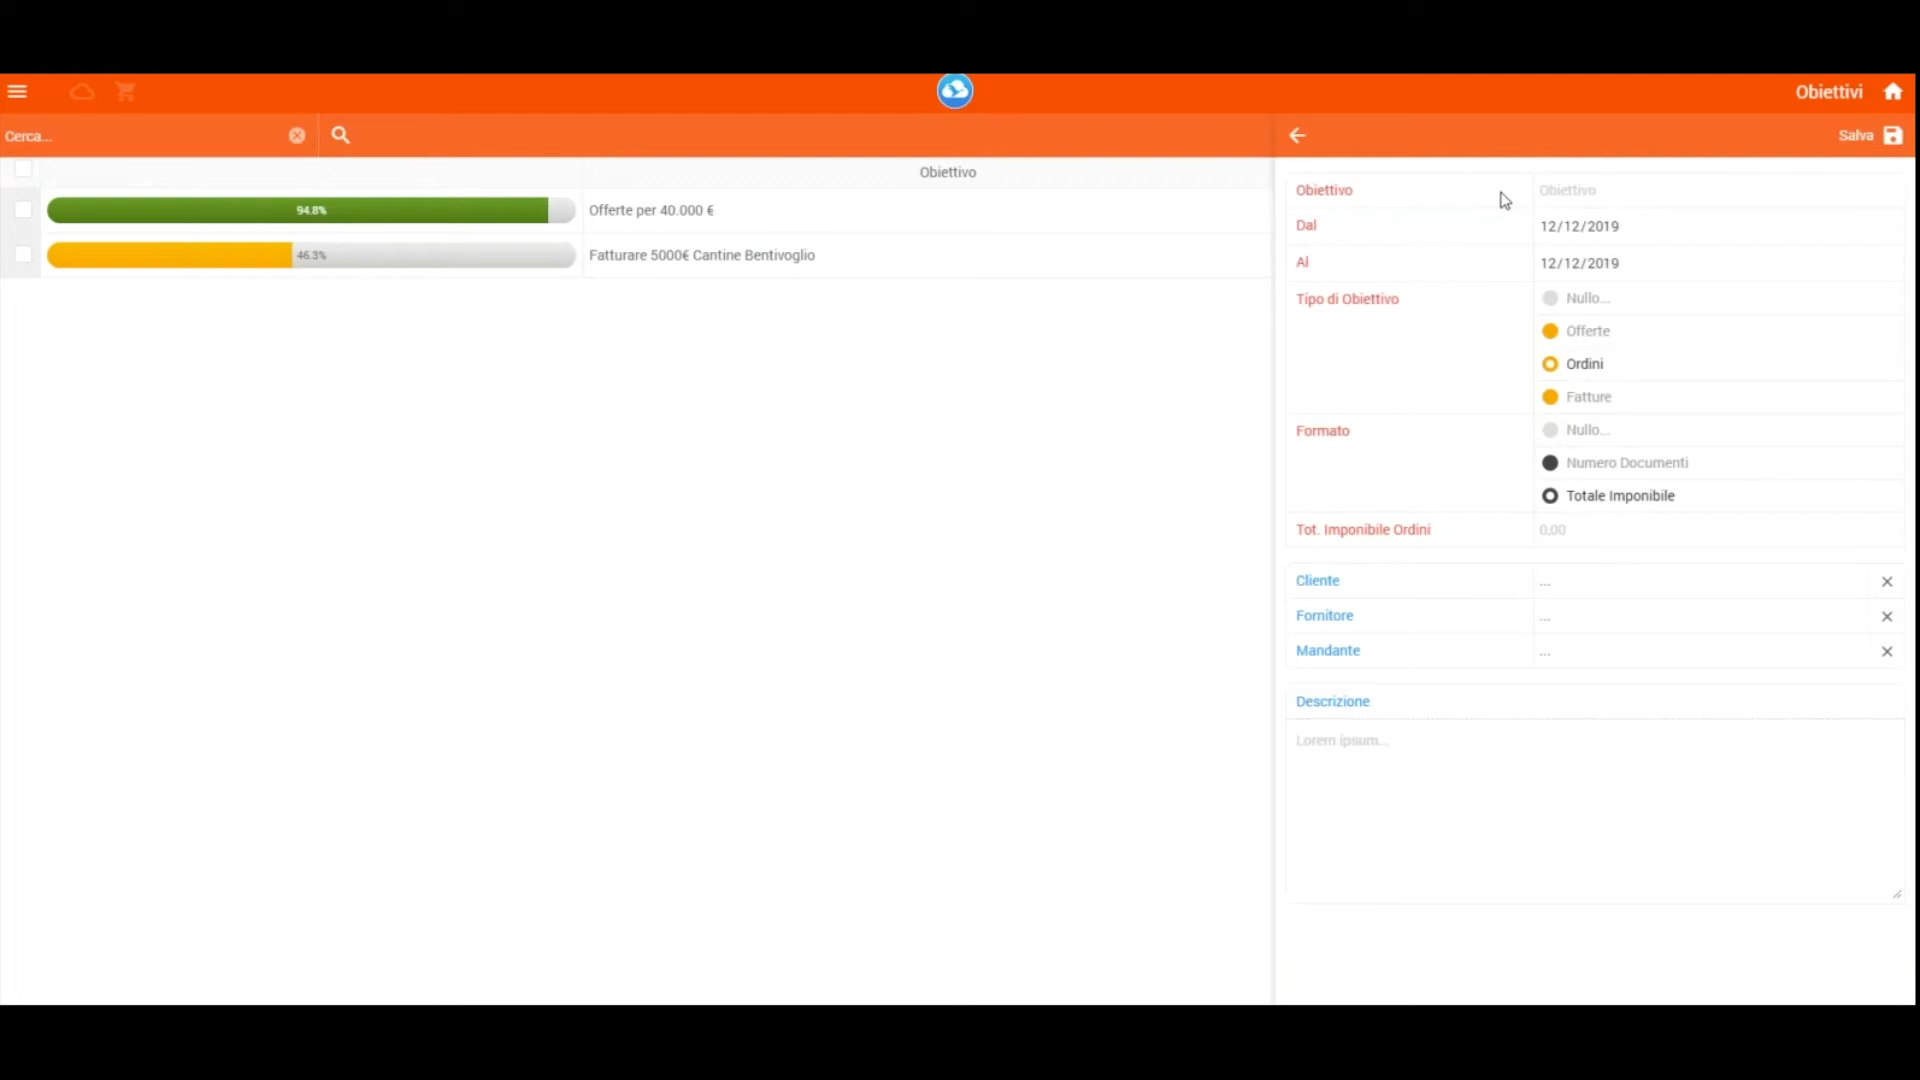 Obiettivi
Cerca...
Salva
Obiettivo
94.8%
Offerte per 40.000 €
46.3%
Fatturare 5000€ Cantine Bentivoglio
Obiettivo
Obiettivo
Dal
12/12/2019
Al
12/12/2019
Tipo di Obiettivo
Nullo...
Offerte
Ordini
Fatture
Formato
Nullo...
Numero Documenti
Totale Imponibile
Tot. Imponibile Ordini
0,00
Cliente
...
Fornitore
...
Mandante
...
Descrizione
Lorem ipsum...